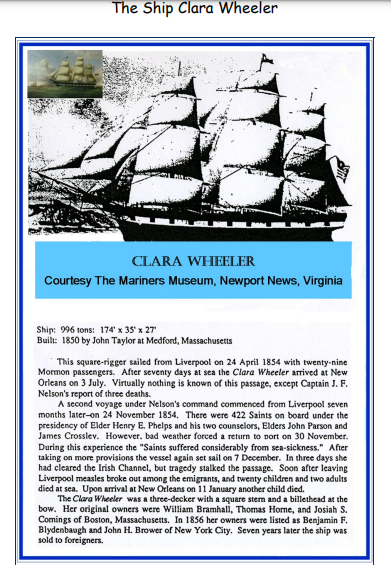 The Ship Clara Wheeler
CLARA WHEELER
Courtesy The Mariners Museum, Newport News, Virginia
Ship: 996 tons: 174' x 35' x 27'
Built: 1850 by John Taylor at Medford, Massachusetts
This square-rigger sailed from Liverpool on 24 April 1854 with twenty-nine
Mormon passengers. After seventy days at sea the Clara Wheeler arrived at New
Orleans on 3 July. Virtually nothing is known of this passage, except Captain J. F.
Nelson's report of three deaths.
A second voyage under Nelson's command commenced from Liverpool seven
months later--on 24 November 1854. There were 422 Saints on board under the
presidency of Elder Henry E. Phelps and his two counselors, Elders John Parson and
James Crossley. However, bad weather forced a return to port on 30 November.
During this experience the "Saints suffered considerably from sea-sickness." After
taking on more provisions the vessel again set sail on 7 December. In three days she
had cleared the Irish Channel, but tragedy stalked the passage. Soon after leaving
Liverpool measles broke out among the emigrants, and twenty children and two adults
died at sea. Upon arrival at New Orleans on 11 January another child died.
The Clara Wheeler was a three-decker with a square stern and a billethead at the
bow. Her original owners were William Bramhall, Thomas Horne, and Josiah S.
Comings of Boston, Massachusetts. In 1856 her owners were listed as Benjamin F.
Blydenbaugh and John H. Brower of New York City. Seven years later the ship was
sold to foreigners.